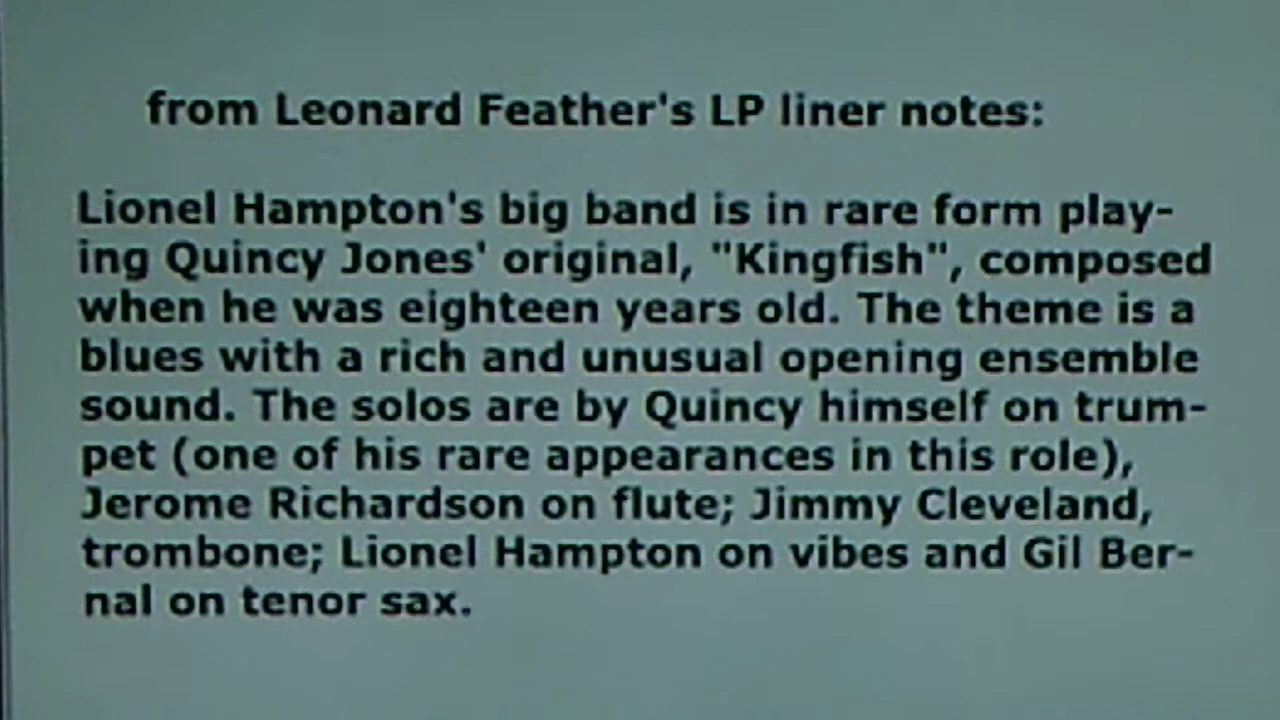 from Leonard Feather's LP liner notes:
Lionel Hampton's big band is in rare form play-
ing Quincy Jones' original, "Kingfish", composed
when he was eighteen years old. The theme is a
blues with a rich and unusual opening ensemble
sound. The solos are by Quincy himself on trum-
pet (one of his rare appearances in this role),
Jerome Richardson on flute; Jimmy Cleveland,
trombone; Lionel Hampton on vibes and Gil Ber-
nal on tenor sax.